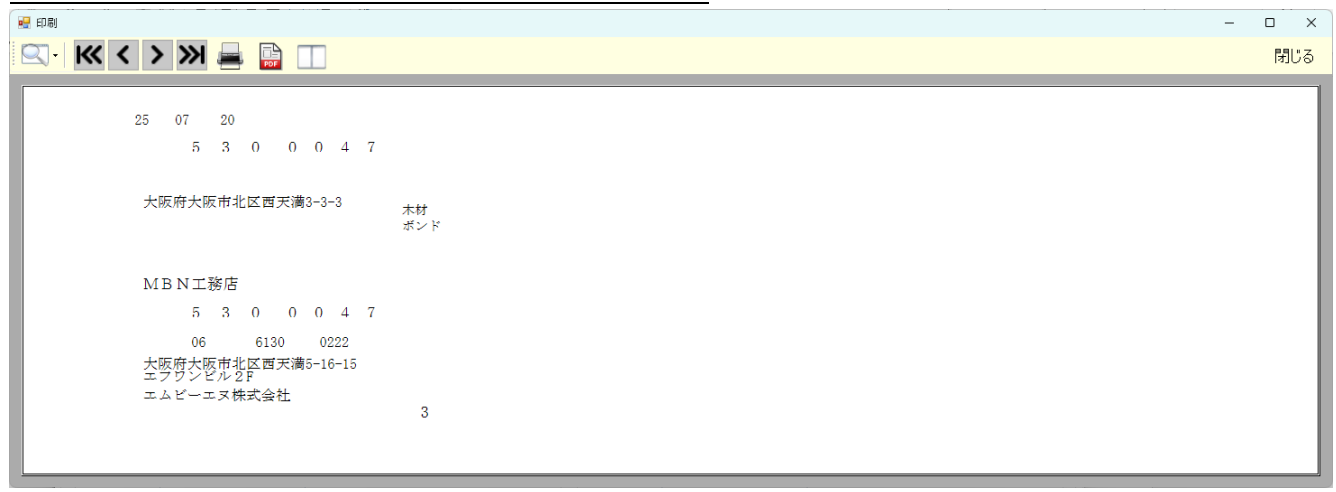 印刷
PDF
閉じる
25 07 20
5 3 0 0 0 4 7
大阪府大阪市北区西天満3-3-3
木材
ボンド
ＭＢＮ工務店
5 3 0 0 0 4 7
06 6130 0222
大阪府大阪市北区西天満5-16-15
エフワンビル２F
エムビーエヌ株式会社
3